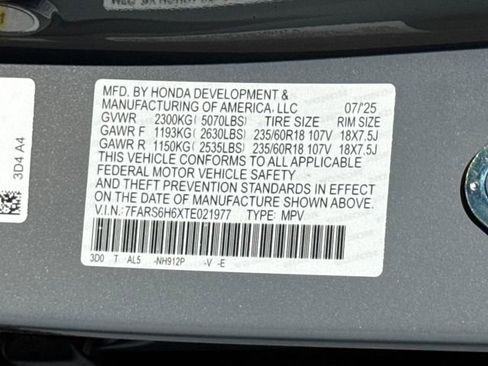 MFD. BY HONDA DEVELOPMENT &
MANUFACTURING OF AMERICA, LLC 07/'25
GVWR 2300KG ( 5070LBS) TIRE SIZE RIM SIZE
GAWR F 1193KG ( 2630LBS) 235/60R18 107V 18X7.5J
GAWR R 1150KG ( 2535LBS) 235/60R18 107V 18X7.5J
THIS VEHICLE CONFORMS TO ALL APPLICABLE
FEDERAL MOTOR VEHICLE SAFETY
AND THEFT PREVENTION STANDARDS IN EFFECT
ON THE DATE OF MANUFACTURE SHOWN ABOVE.
V.I.N.: 7FARS6H6XTE021977 TYPE: MPV
3D0 T AL5 -NH912P -V -E
3D4 A4